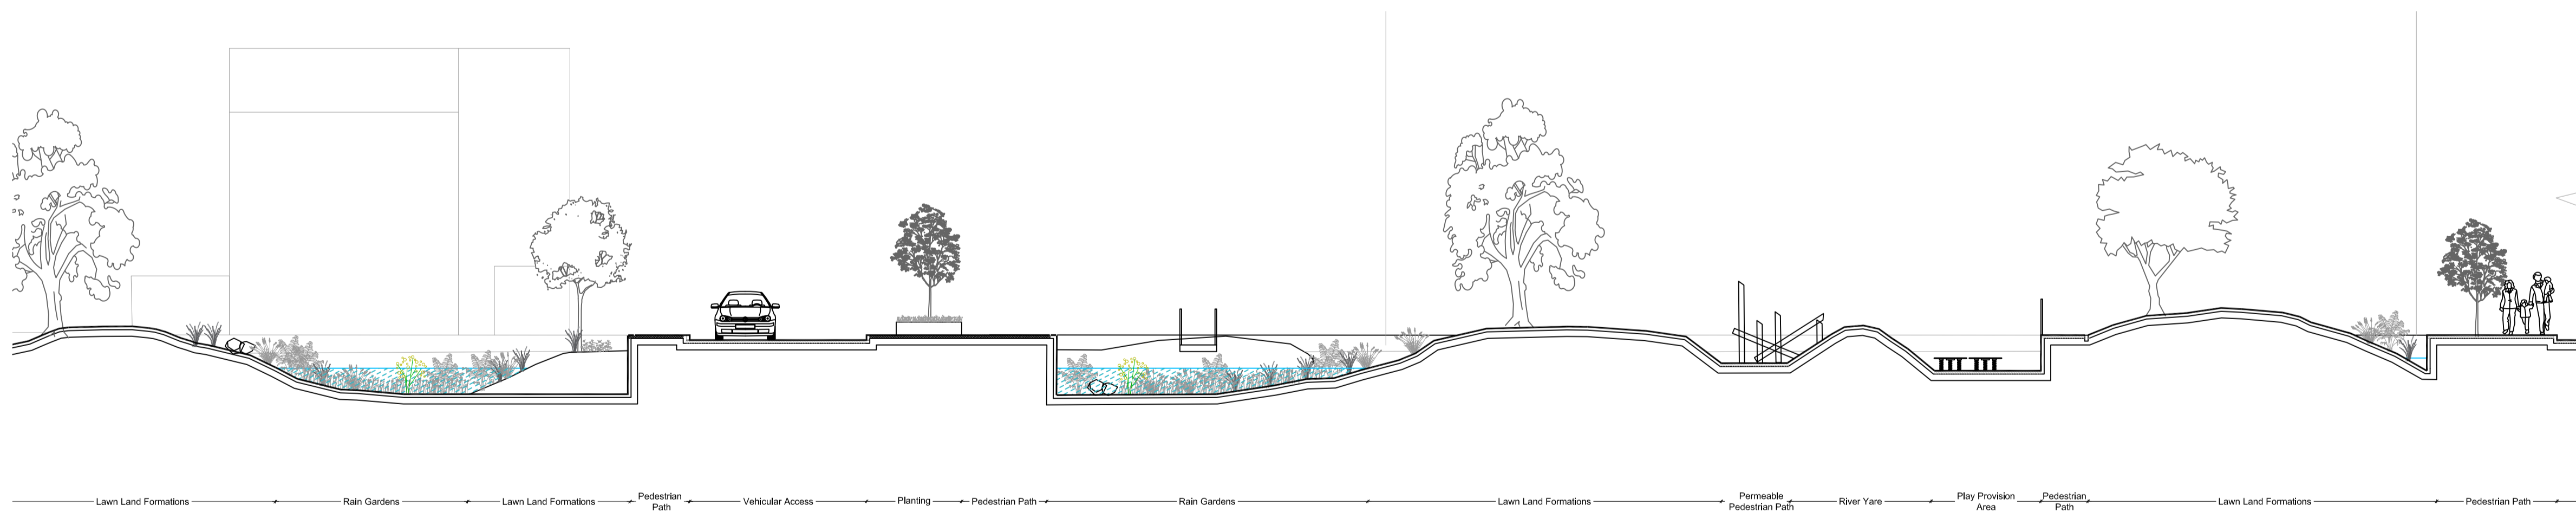 Lawn Land Formations
Rain Gardens
Lawn Land Formations
Pedestrian
Path
Vehicular Access
Planting
Pedestrian Path
Rain Gardens
Lawn Land Formations
Permeable
Pedestrian Path
River Yare
Play Provision
Area
Pedestrian
Path
Lawn Land Formations
Pedestrian Path